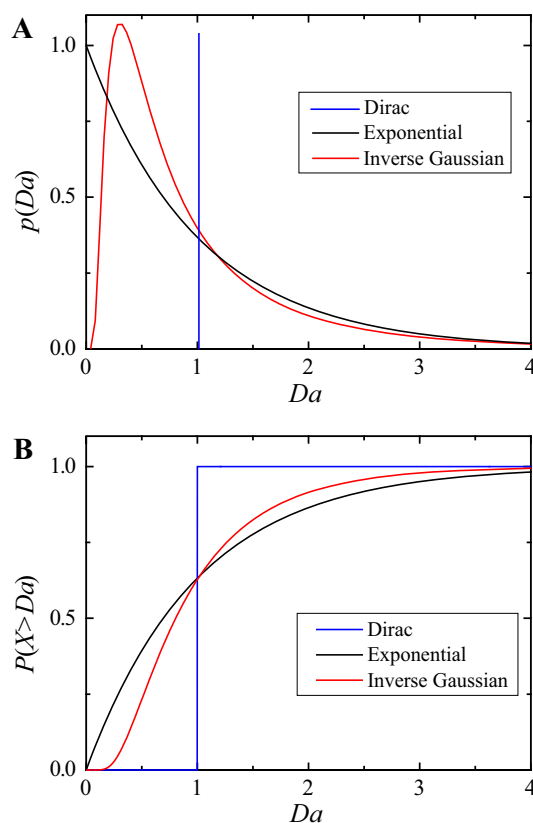 A
1.0
0.5
0.0
p(Da)
Dirac
Exponential
Inverse Gaussian
0 1 2 3 4
Da
B
1.0
0.5
0.0
P(X>Da)
Dirac
Exponential
Inverse Gaussian
0 1 2 3 4
Da